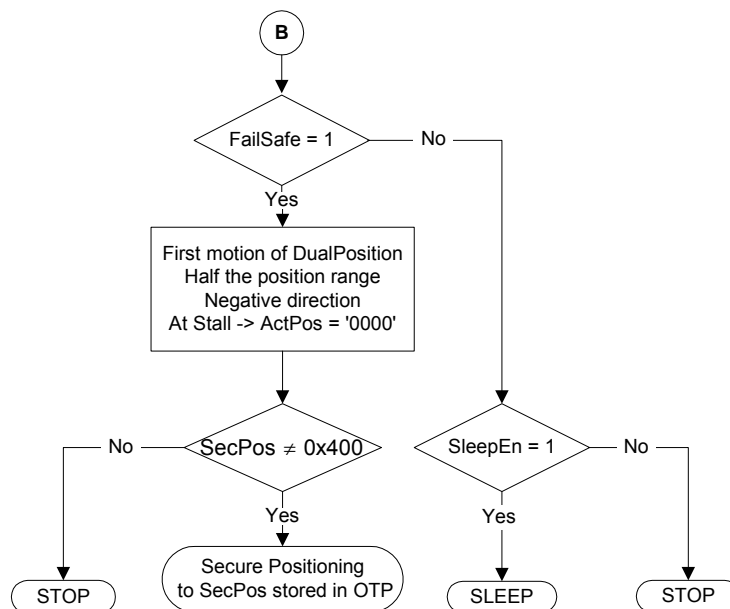 B
FailSafe = 1
No
Yes
First motion of DualPosition
Half the position range
Negative direction
At Stall -> ActPos = '0000'
No
SecPos ≠ 0x400
SleepEn = 1
No
Yes
Yes
Secure Positioning
to SecPos stored in OTP
STOP
SLEEP
STOP